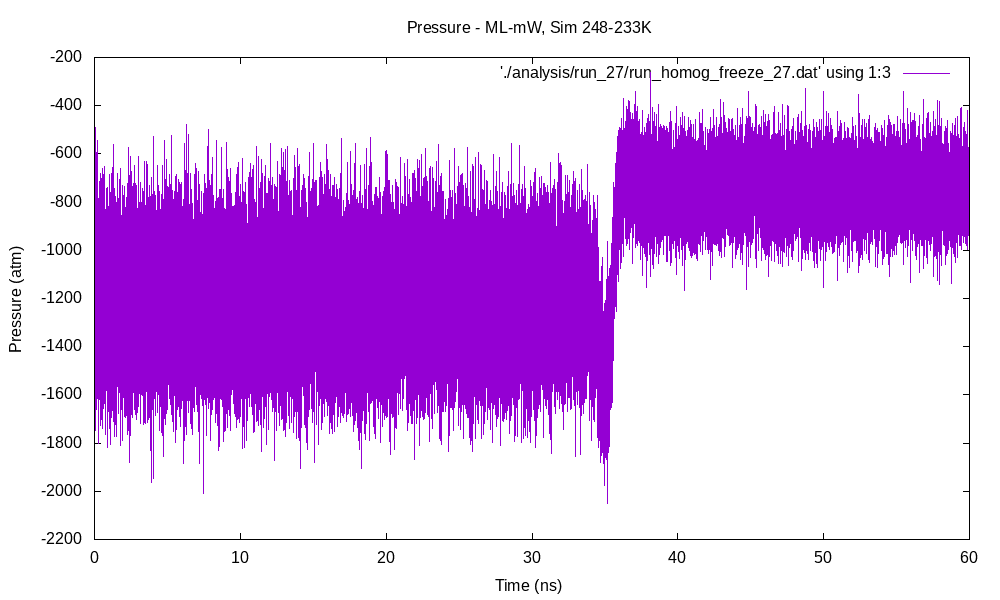 Pressure - ML-mW, Sim 248-233K
'./analysis/run_27/run_homog_freeze_27.dat' using 1:3
-200
-400
-600
-800
-1000
-1200
-1400
-1600
-1800
-2000
-2200
Pressure (atm)
0 10 20 30 40 50 60
Time (ns)